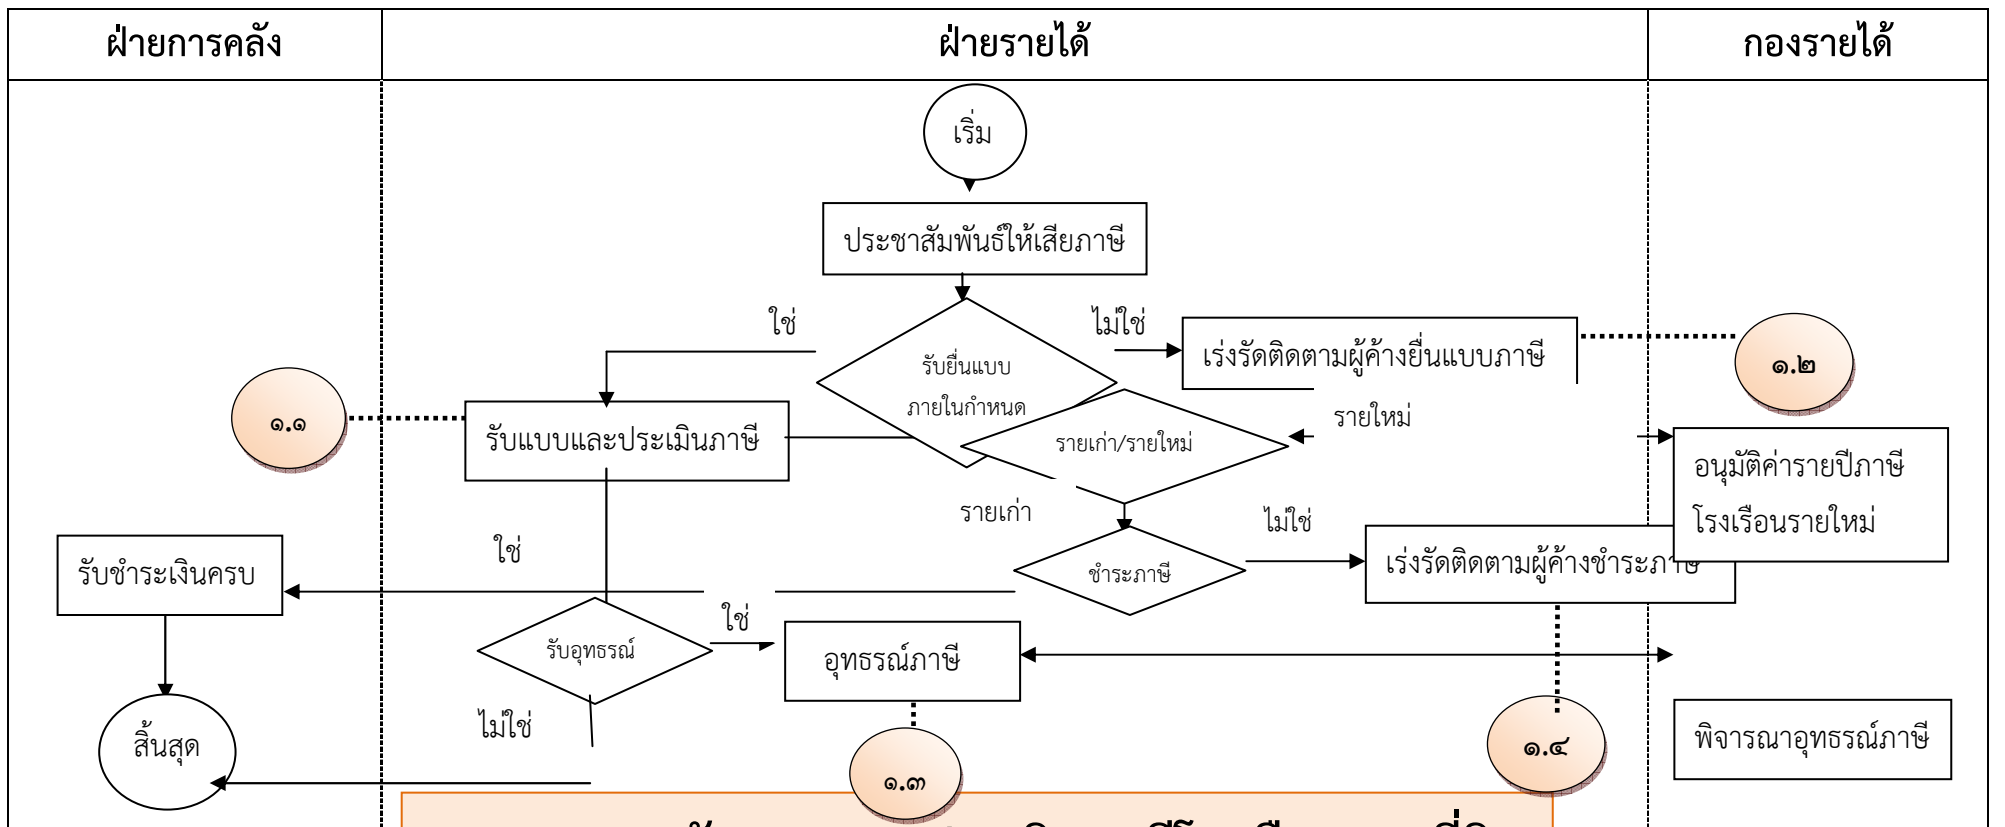 ฝ่ายการคลัง
ฝ่ายรายได้
กองรายได้
เริ่ม
ประชาสัมพันธ์ให้เสียภาษี
ใช่
ไม่ใช่
รับยื่นแบบ
ภายในกำหนด
เร่งรัดติดตามผู้ค้างยื่นแบบภาษี
๑.๒
๑.๑
รับแบบและประเมินภาษี
รายเก่า/รายใหม่
รายใหม่
อนุมัติค่ารายปีภาษี
โรงเรือนรายใหม่
รายเก่า
ไม่ใช่
ใช่
รับชำระเงินครบ
ชำระภาษี
เร่งรัดติดตามผู้ค้างชำระภาษี
ใช่
รับอุทธรณ์
อุทธรณ์ภาษี
ไม่ใช่
สิ้นสุด
๑.๓
๑.๔
พิจารณาอุทธรณ์ภาษี